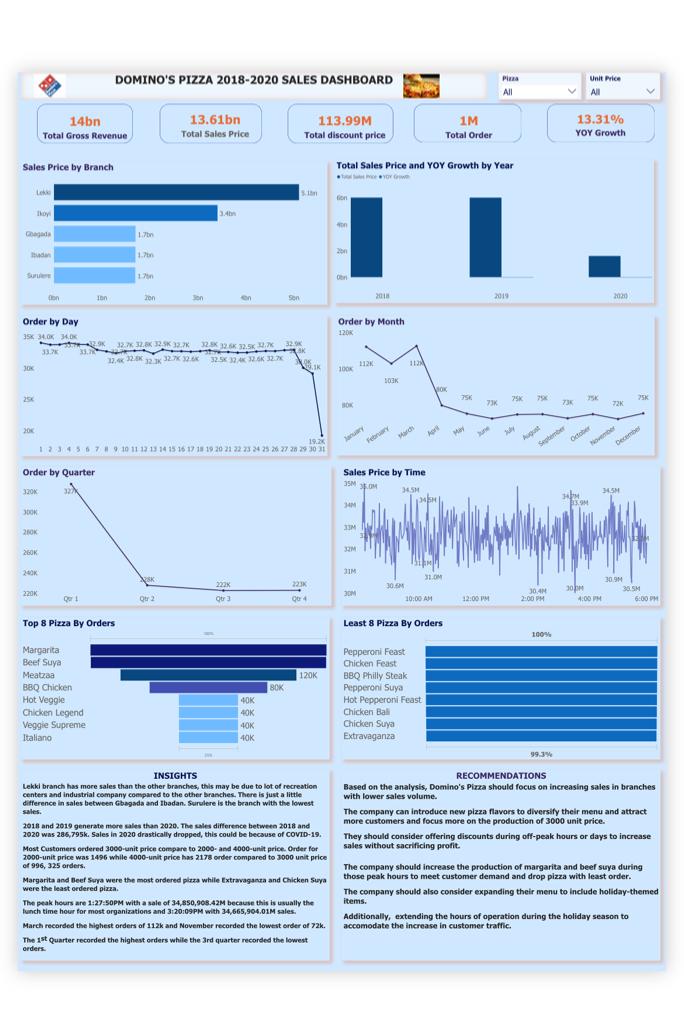 DOMINO'S PIZZA 2018-2020 SALES DASHBOARD
Pizza
All
Unit Price
All
14bn
Total Gross Revenue
13.61bn
Total Sales Price
113.99M
Total discount price
1M
Total Order
13.31%
YOY Growth
Sales Price by Branch
Lekki 5.1bn
Ikoyi 3.4bn
Gbagada 1.7bn
Ibadan 1.7bn
Surulere 1.7bn
0bn 1bn 2bn 3bn 4bn 5bn
Total Sales Price and YOY Growth by Year
Total Sales Price YOY Growth
6bn
4bn
2bn
0bn
2018 2019 2020
Order by Day
35K 34.0K 34.0K 32.9K 32.7K 32.8K 32.9K 32.7K 32.8K 32.6K 32.5K 32.7K 32.9K
33.7K 33.7K 32.4K 32.8K 32.3K 32.7K 32.6K 32.5K 32.4K 32.6K 32.7K
30K
25K
20K
19.2K
1 2 3 4 5 6 7 8 9 10 11 12 13 14 15 16 17 18 19 20 21 22 23 24 25 26 27 28 29 30 31
Order by Month
120K
100K
80K
112K 103K 112K 80K 75K 73K 75K 75K 73K 75K 72K 75K
January February March April May June July August September October November December
Order by Quarter
320K
300K
280K
260K
240K
220K
327K 228K 222K 223K
Qtr 1 Qtr 2 Qtr 3 Qtr 4
Sales Price by Time
35M
34M
33M
32M
31M
30M
35.0M 34.5M 34.5M 34.7M 33.9M 34.5M
30.6M 31.0M 30.4M 30.9M 30.5M
10:00 AM 12:00 PM 2:00 PM 4:00 PM 6:00 PM
Top 8 Pizza By Orders
100%
Margarita
Beef Suya
Meatzaa 120K
BBQ Chicken 80K
Hot Veggie 40K
Chicken Legend 40K
Veggie Supreme 40K
Italiano 40K
Least 8 Pizza By Orders
100%
Pepperoni Feast
Chicken Feast
BBQ Philly Steak
Pepperoni Suya
Hot Pepperoni Feast
Chicken Bali
Chicken Suya
Extravaganza
99.3%
INSIGHTS
Lekki branch has more sales than the other branches, this may be due to lot of recreation
centers and industrial company compared to the other branches. There is just a little
difference in sales between Gbagada and Ibadan. Surulere is the branch with the lowest
sales.
2018 and 2019 generate more sales than 2020. The sales difference between 2018 and
2020 was 286,795k. Sales in 2020 drastically dropped, this could be because of COVID-19.
Most Customers ordered 3000-unit price compare to 2000- and 4000-unit price. Order for
2000-unit price was 1496 while 4000-unit price has 2178 order compared to 3000 unit price
of 996, 325 orders.
Margarita and Beef Suya were the most ordered pizza while Extravaganza and Chicken Suya
were the least ordered pizza.
The peak hours are 1:27:50PM with a sale of 34,850,908.42M because this is usually the
lunch time hour for most organizations and 3:20:09PM with 34,665,904.01M sales.
March recorded the highest orders of 112k and November recorded the lowest order of 72k.
The 1st Quarter recorded the highest orders while the 3rd quarter recorded the lowest
orders.
RECOMMENDATIONS
Based on the analysis, Domino's Pizza should focus on increasing sales in branches
with lower sales volume.
The company can introduce new pizza flavors to diversify their menu and attract
more customers and focus more on the production of 3000 unit price.
They should consider offering discounts during off-peak hours or days to increase
sales without sacrificing profit.
The company should increase the production of margarita and beef suya during
those peak hours to meet customer demand and drop pizza with least order.
The company should also consider expanding their menu to include holiday-themed
items.
Additionally, extending the hours of operation during the holiday season to
accomodate the increase in customer traffic.